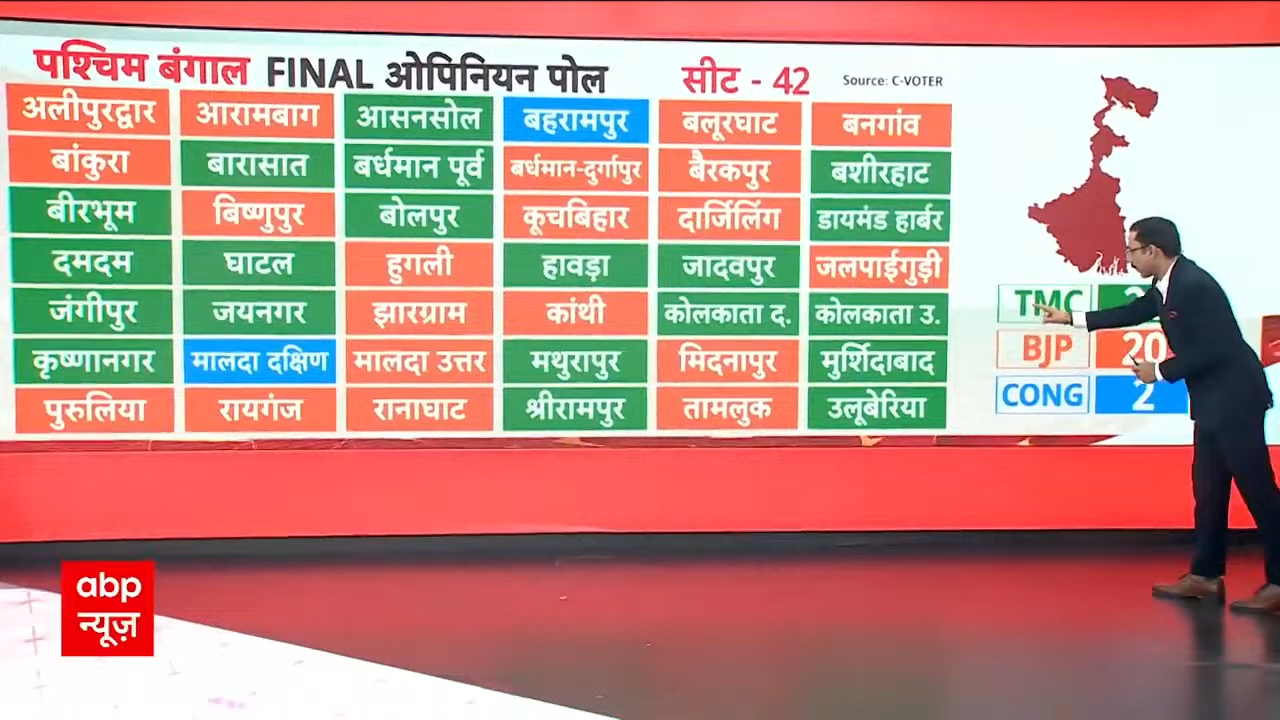 पश्चिम बंगाल FINAL ओपिनियन पोल सीट - 42 Source: C-VOTER
अलीपुरद्वार आरामबाग आसनसोल बहरामपुर बलूरघाट बनगांव
बांकुरा बारासात बर्धमान पूर्व बर्धमान-दुर्गापुर बैरकपुर बशीरहाट
बीरभूम बिष्णुपुर बोलपुर कूचबिहार दार्जिलिंग डायमंड हार्बर
दमदम घाटल हुगली हावड़ा जादवपुर जलपाईगुड़ी
जंगीपुर जयनगर झारग्राम कांथी कोलकाता द. कोलकाता उ.
कृष्णानगर मालदा दक्षिण मालदा उत्तर मथुरापुर मिदनापुर मुर्शिदाबाद
पुरुलिया रायगंज रानाघाट श्रीरामपुर तामलुक उलूबेरिया
TMC
BJP 20
CONG 2
abp
न्यूज़